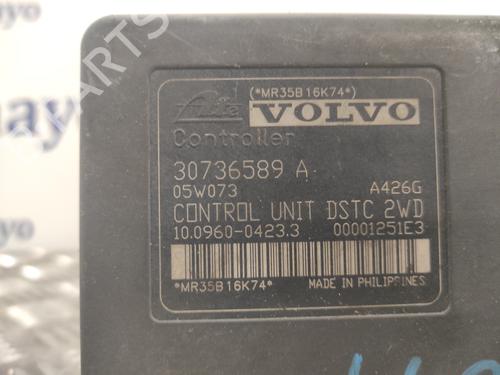 (*MR35B16K74*)
Ate VOLVO
Controller
30736589 A
05W073 A426G
CONTROL UNIT DSTC 2WD
10.0960-0423.3 00001251E3
*MR35B16K74* MADE IN PHILIPPINES